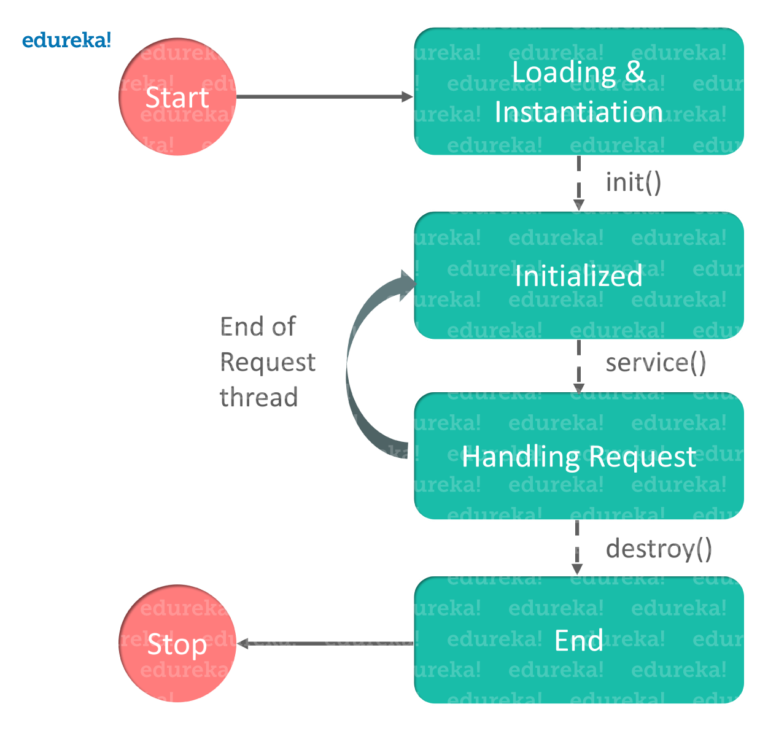 edureka!
Start
Loading &
Instantiation
init()
Initialized
End of
Request
thread
service()
Handling Request
destroy()
Stop
End